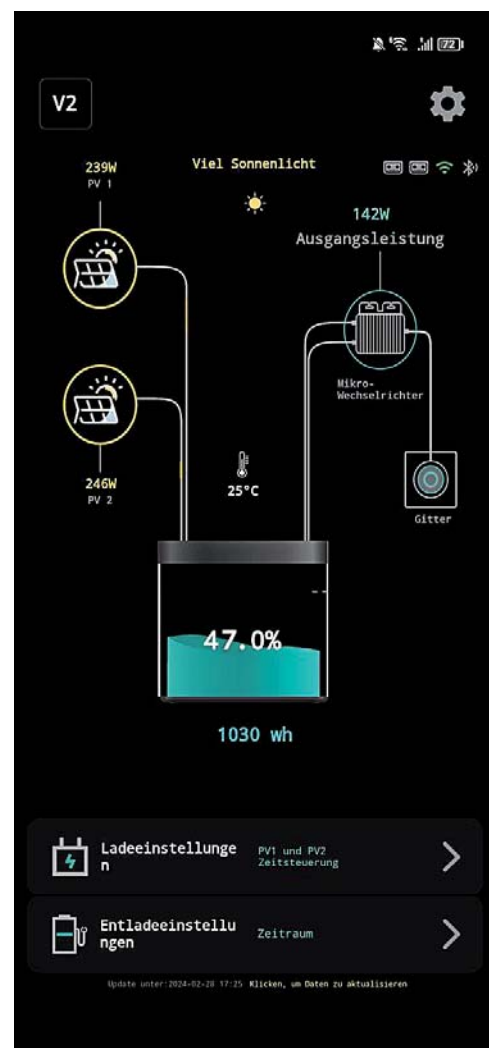 72
V2
239W
PV 1
Viel Sonnenlicht
142W
Ausgangsleistung
Mikro-
Wechselrichter
246W
PV 2
25°C
Gitter
--
47.0%
1030 wh
Ladeeinstellunge
n
PV1 und PV2
Zeitsteuerung
Entladeeinstellu
ngen
Zeitraum
Update unter:2024-02-28 17:25 Klicken, um Daten zu aktualisieren